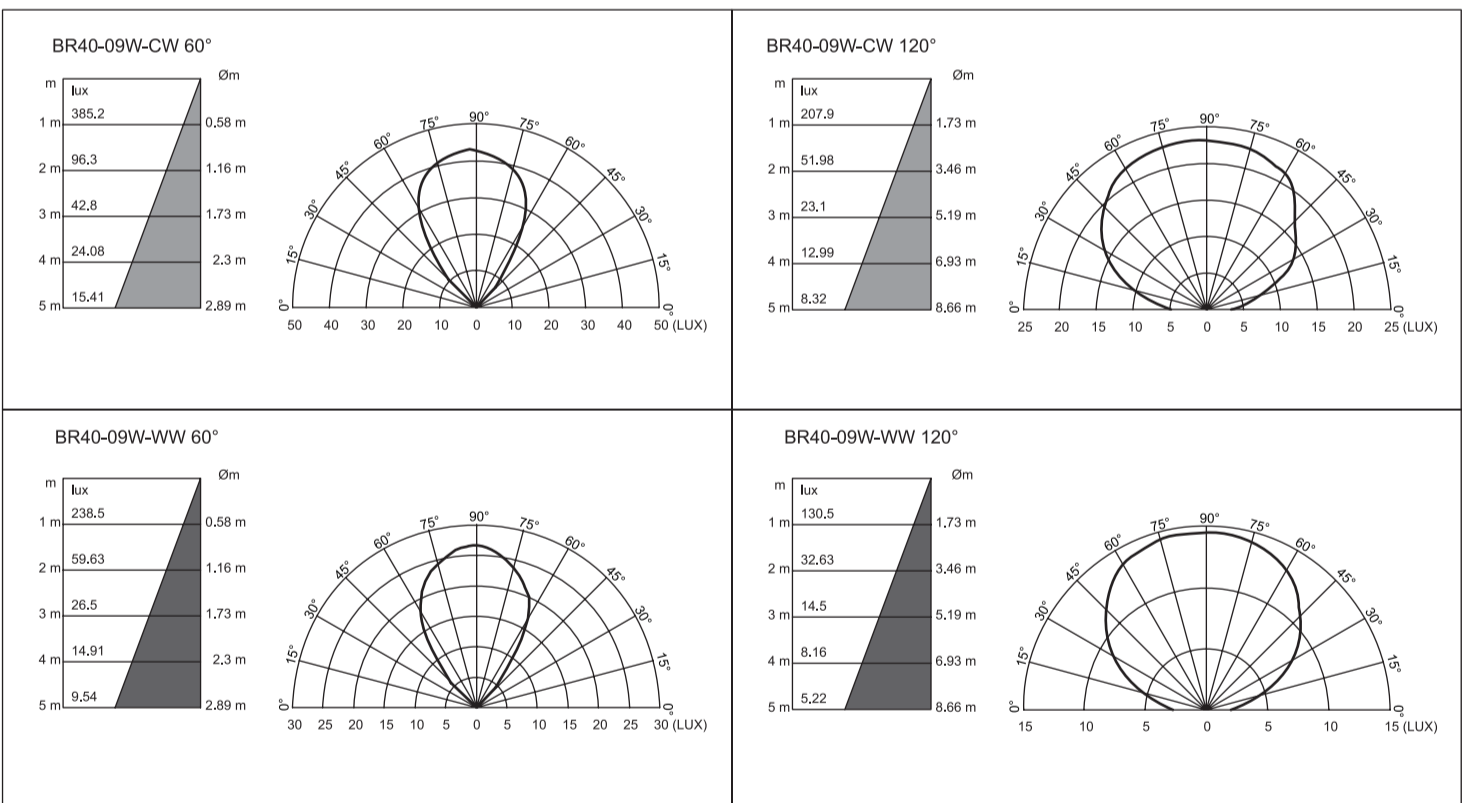 BR40-09W-CW 60°
m
lux
Øm
385.2
1 m
0.58 m
96.3
2 m
1.16 m
42.8
3 m
1.73 m
24.08
4 m
2.3 m
15.41
5 m
2.89 m
0° 15° 30° 45° 60° 75° 90° 75° 60° 45° 30° 15° 0°
50 40 30 20 10 0 10 20 30 40 50 (LUX)
BR40-09W-CW 120°
m
lux
Øm
207.9
1 m
1.73 m
51.98
2 m
3.46 m
23.1
3 m
5.19 m
12.99
4 m
6.93 m
8.32
5 m
8.66 m
0° 15° 30° 45° 60° 75° 90° 75° 60° 45° 30° 15° 0°
25 20 15 10 5 0 5 10 15 20 25 (LUX)
BR40-09W-WW 60°
m
lux
Øm
238.5
1 m
0.58 m
59.63
2 m
1.16 m
26.5
3 m
1.73 m
14.91
4 m
2.3 m
9.54
5 m
2.89 m
0° 15° 30° 45° 60° 75° 90° 75° 60° 45° 30° 15° 0°
30 25 20 15 10 5 0 5 10 15 20 25 30 (LUX)
BR40-09W-WW 120°
m
lux
Øm
130.5
1 m
1.73 m
32.63
2 m
3.46 m
14.5
3 m
5.19 m
8.16
4 m
6.93 m
5.22
5 m
8.66 m
0° 15° 30° 45° 60° 75° 90° 75° 60° 45° 30° 15° 0°
15 10 5 0 5 10 15 (LUX)